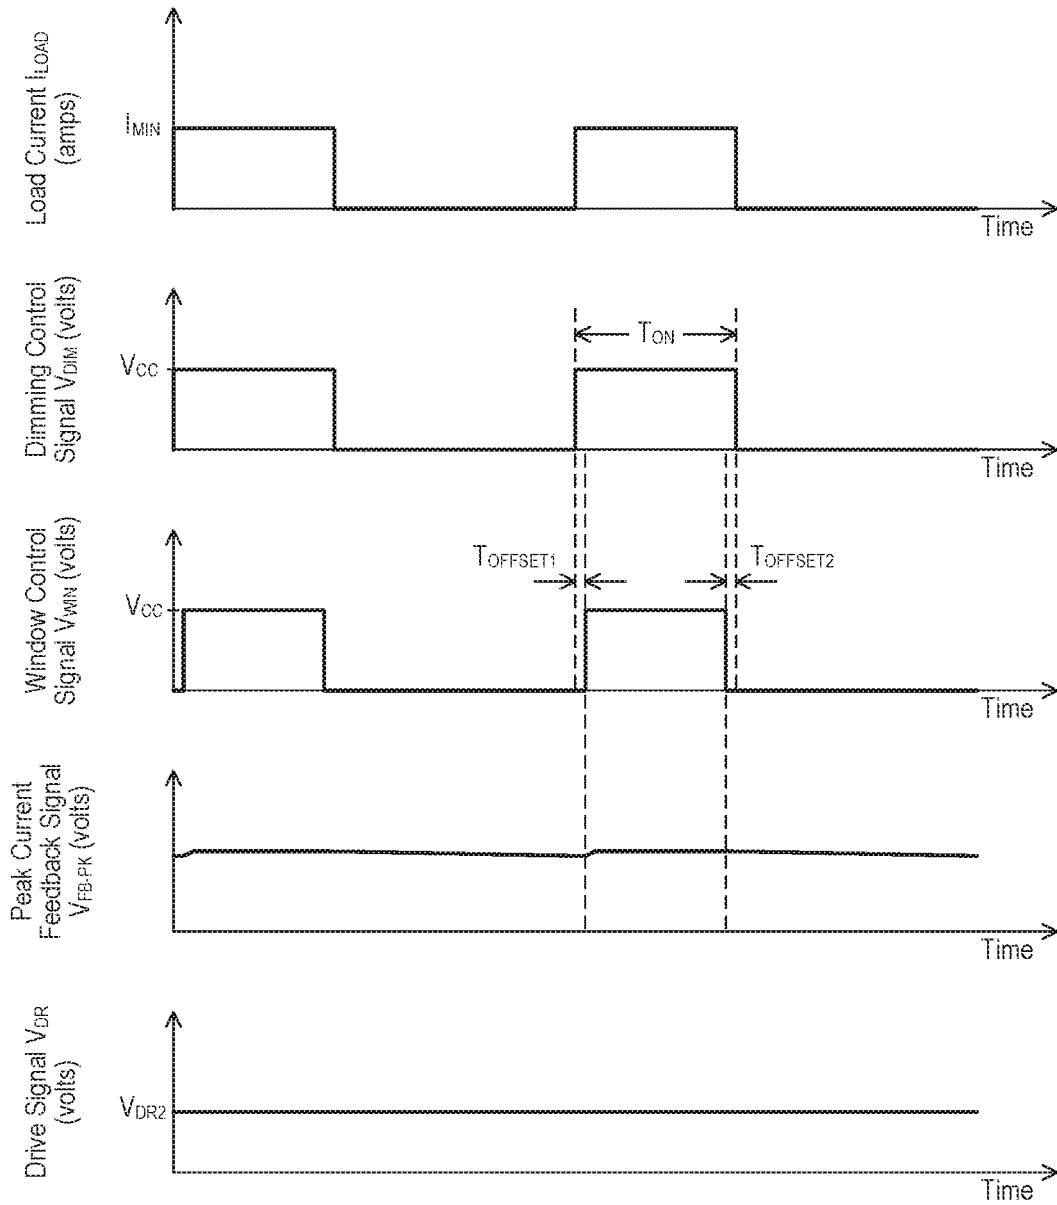 Load Current ILOAD
(amps)
IMIN
Time
Dimming Control
Signal VDIM (volts)
VCC
TON
Time
Window Control
Signal VWIN (volts)
VCC
TOFFSET1
TOFFSET2
Time
Peak Current
Feedback Signal
VFB-PK (volts)
Time
Drive Signal VDR
(volts)
VDR2
Time